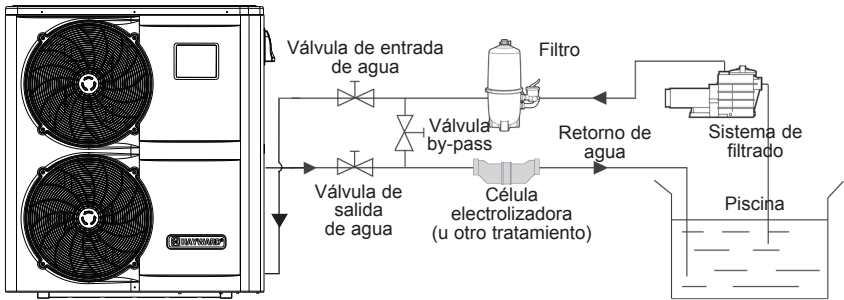 Válvula de entrada
de agua
Filtro
Válvula
by-pass
Retorno de
agua
Sistema de
filtrado
Válvula de
salida
de agua
Célula
electrolizadora
(u otro tratamiento)
Piscina
HAYWARD